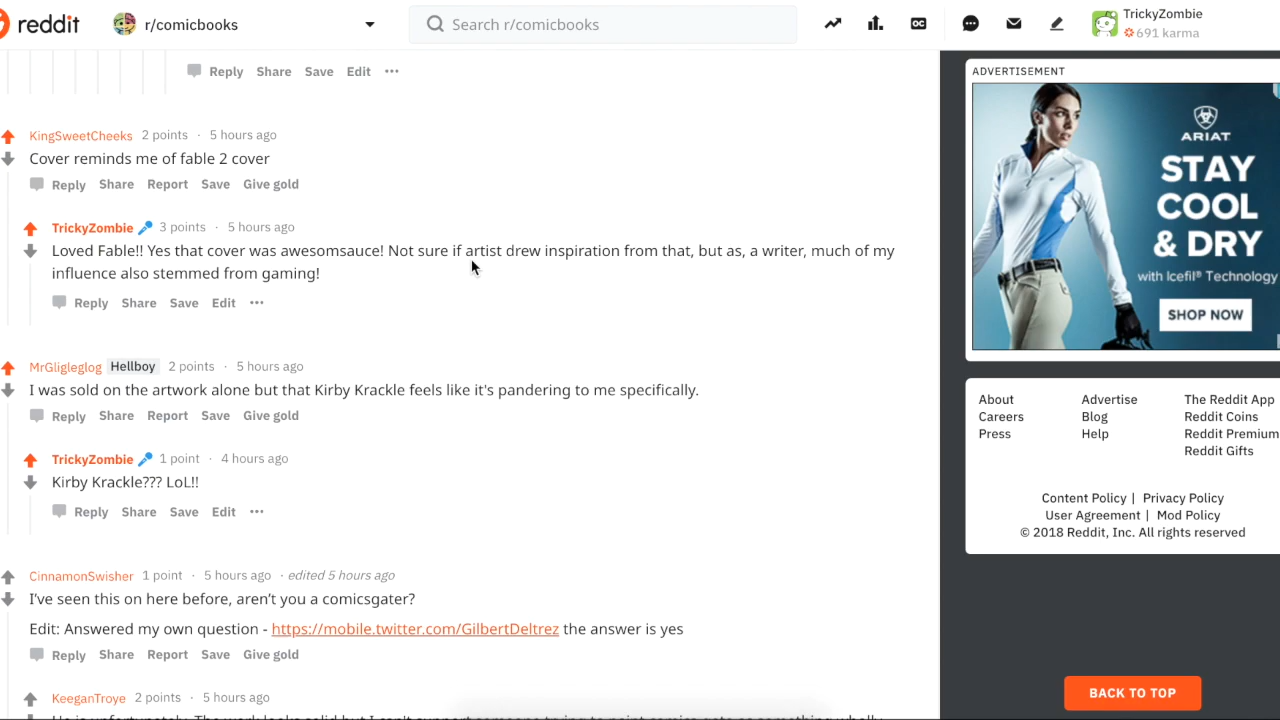 reddit
r/comicbooks
Search r/comicbooks
TrickyZombie
691 karma
Reply Share Save Edit
KingSweetCheeks 2 points · 5 hours ago
Cover reminds me of fable 2 cover
Reply Share Report Save Give gold
TrickyZombie 3 points · 5 hours ago
Loved Fable!! Yes that cover was awesomsauce! Not sure if artist drew inspiration from that, but as, a writer, much of my
influence also stemmed from gaming!
Reply Share Save Edit
MrGligleglog Hellboy 2 points · 5 hours ago
I was sold on the artwork alone but that Kirby Krackle feels like it's pandering to me specifically.
Reply Share Report Save Give gold
TrickyZombie 1 point · 4 hours ago
Kirby Krackle??? LoL!!
Reply Share Save Edit
CinnamonSwisher 1 point · 5 hours ago · edited 5 hours ago
I've seen this on here before, aren't you a comicsgater?
Edit: Answered my own question - https://mobile.twitter.com/GilbertDeltrez the answer is yes
Reply Share Report Save Give gold
KeeganTroye 2 points · 5 hours ago
ADVERTISEMENT
ARIAT
STAY
COOL
& DRY
with Icefil® Technology
SHOP NOW
About Advertise The Reddit App
Careers Blog Reddit Coins
Press Help Reddit Premium
Reddit Gifts
Content Policy | Privacy Policy
User Agreement | Mod Policy
© 2018 Reddit, Inc. All rights reserved
BACK TO TOP